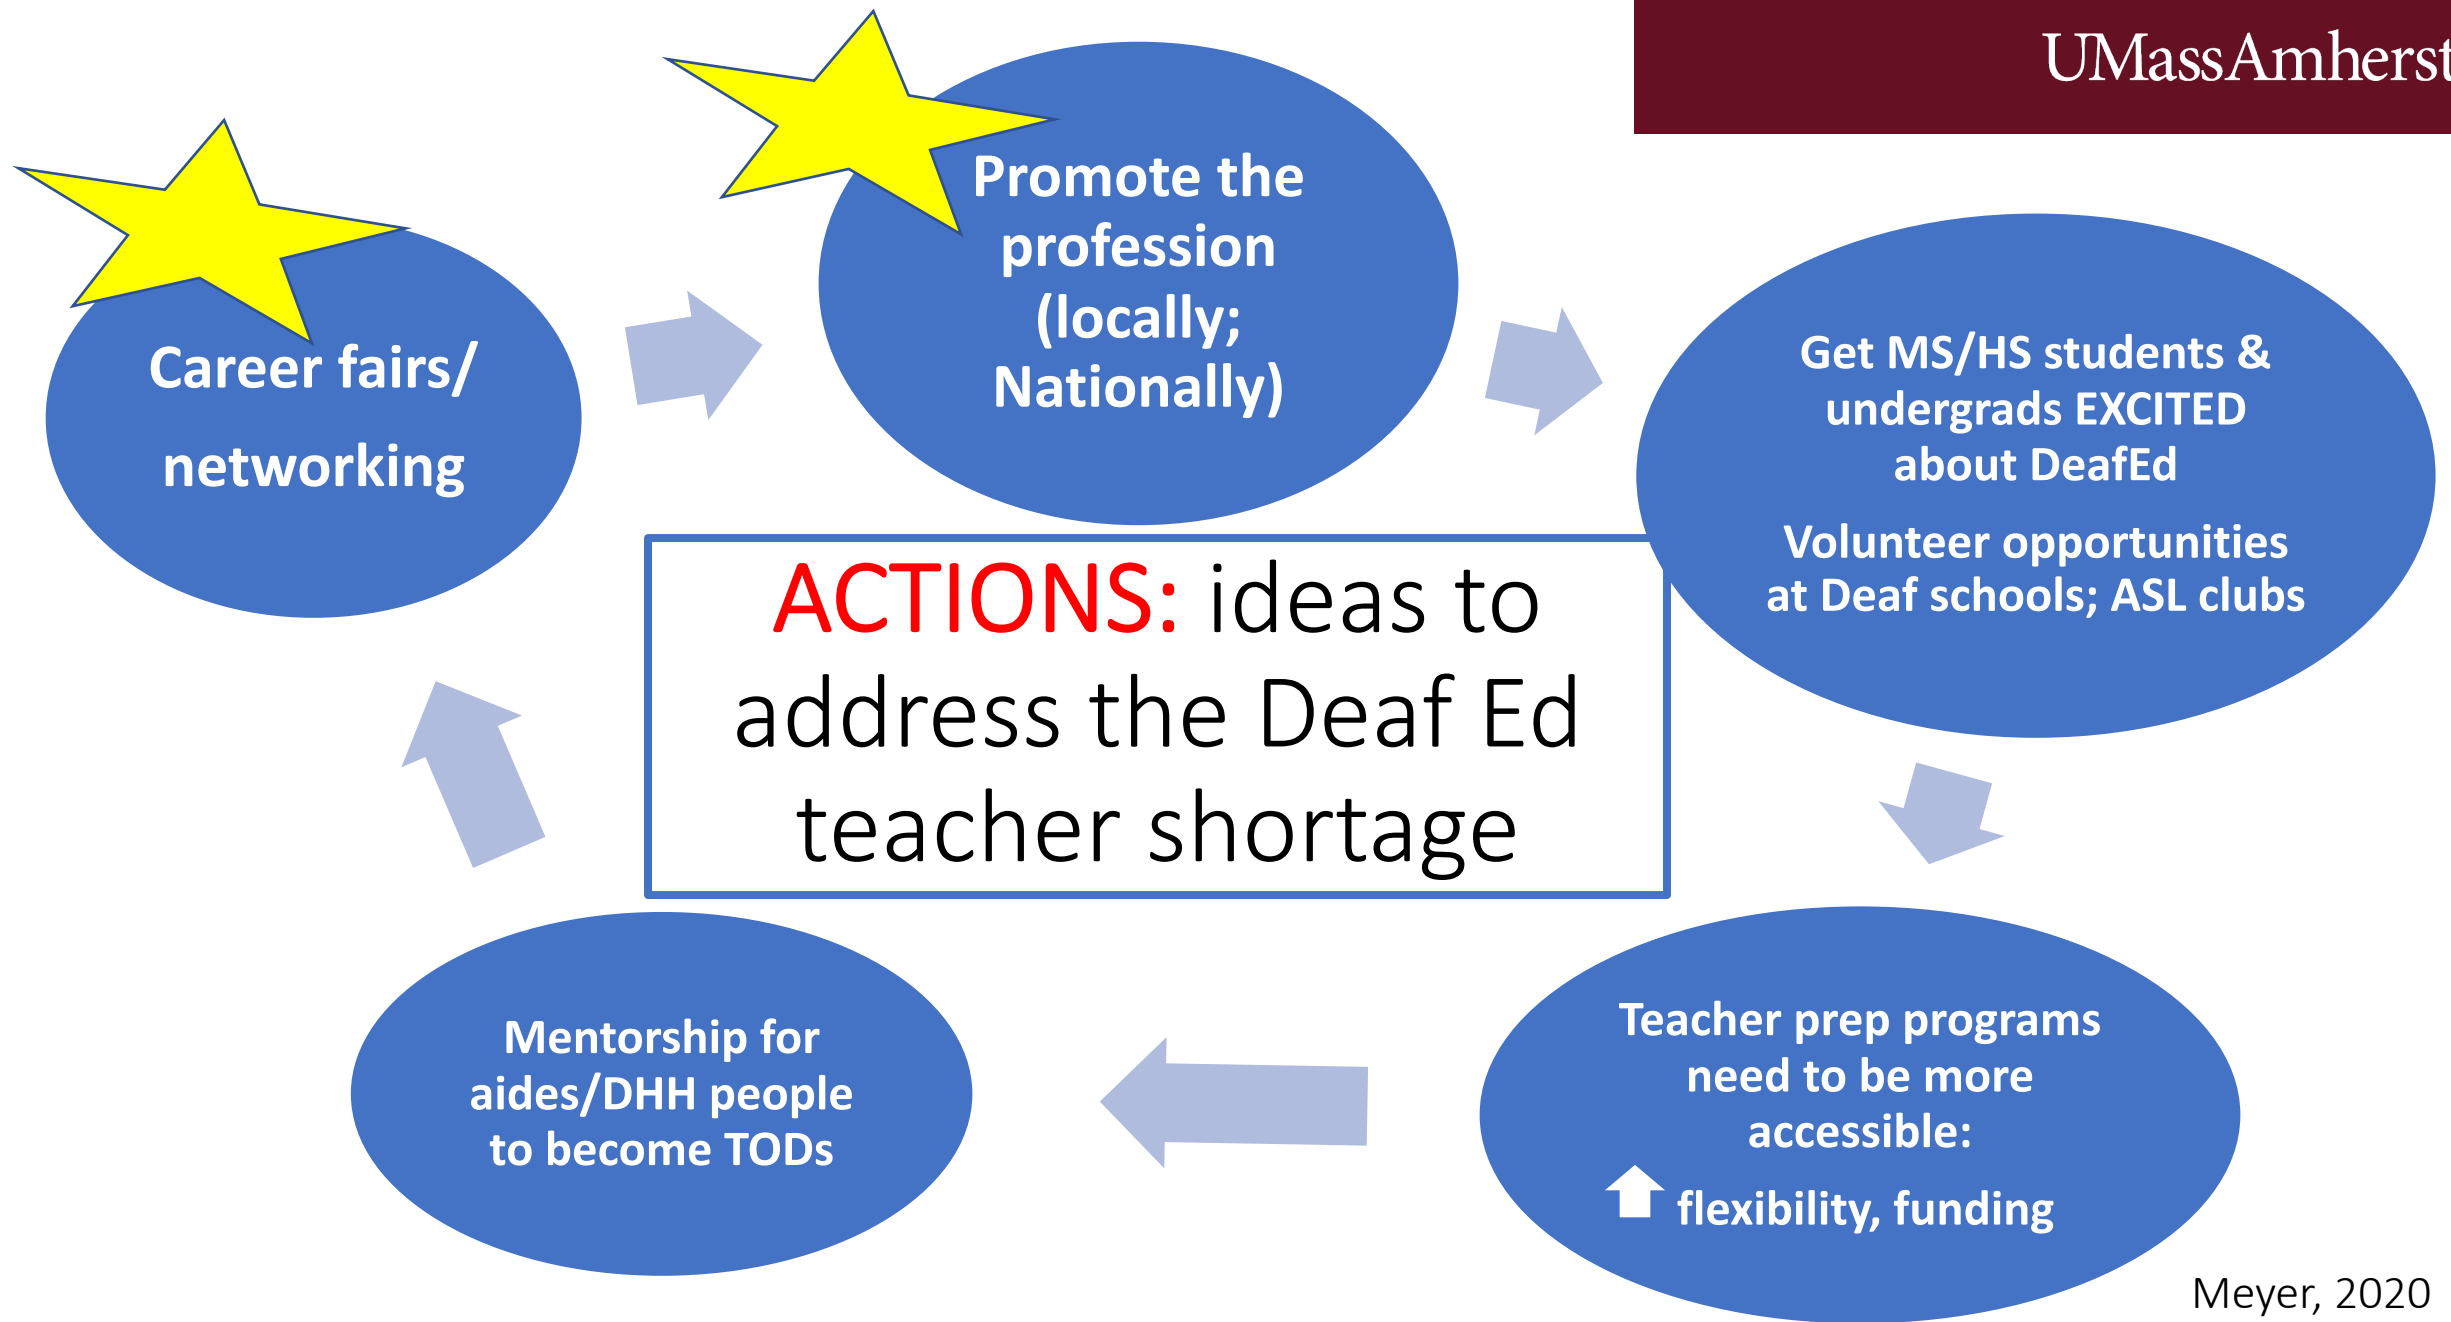 UMassAmherst
Career fairs/
networking
Promote the
profession
(locally;
Nationally)
Get MS/HS students &
undergrads EXCITED
about DeafEd
Volunteer opportunities
at Deaf schools; ASL clubs
ACTIONS: ideas to
address the Deaf Ed
teacher shortage
Teacher prep programs
need to be more
accessible:
flexibility, funding
Mentorship for
aides/DHH people
to become TODs
Meyer, 2020